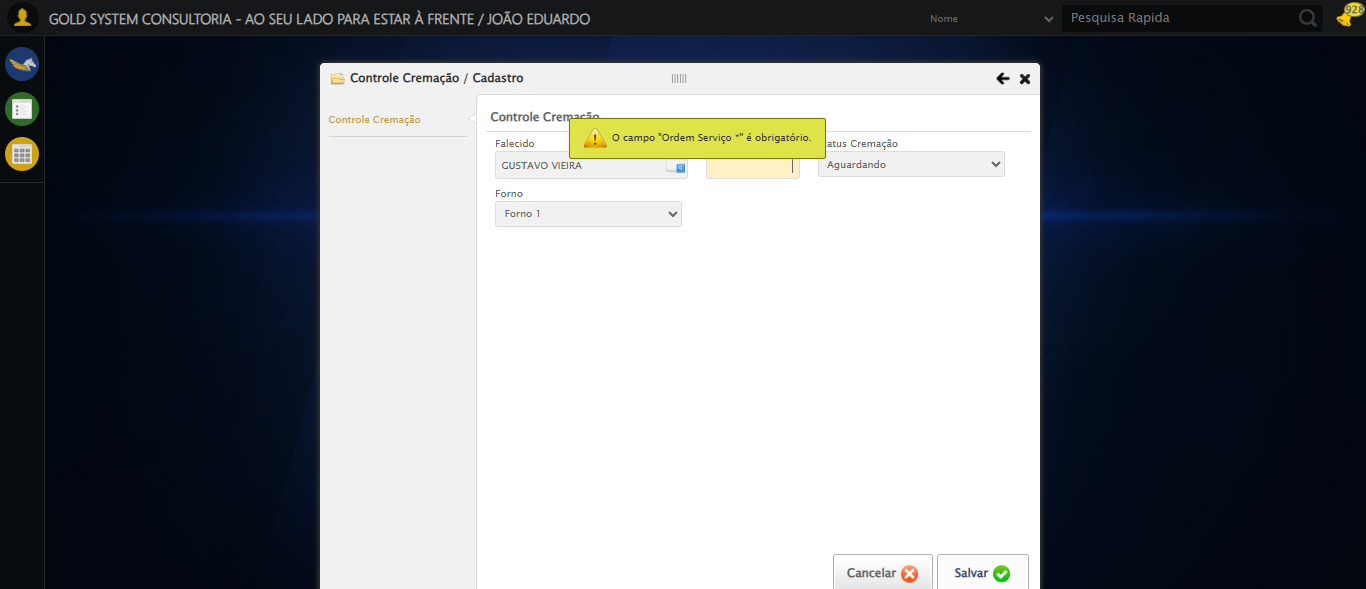 GOLD SYSTEM CONSULTORIA - AO SEU LADO PARA ESTAR À FRENTE / JOÃO EDUARDO
Nome
Pesquisa Rapida
928
Controle Cremação / Cadastro
Controle Cremação
Controle Cremação
O campo "Ordem Serviço *" é obrigatório.
Falecido
tatus Cremação
GUSTAVO VIEIRA
Aguardando
Forno
Forno 1
Cancelar
Salvar